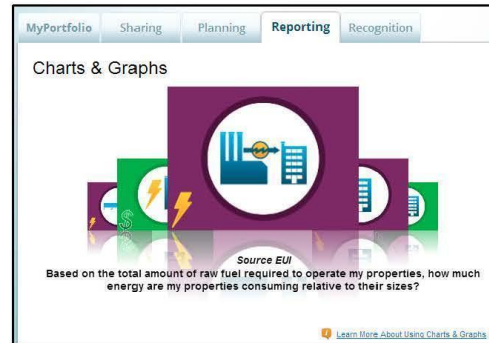 MyPortfolio Sharing Planning Reporting Recognition
Charts & Graphs
Source EUI
Based on the total amount of raw fuel required to operate my properties, how much
energy are my properties consuming relative to their sizes?
Learn More About Using Charts & Graphs